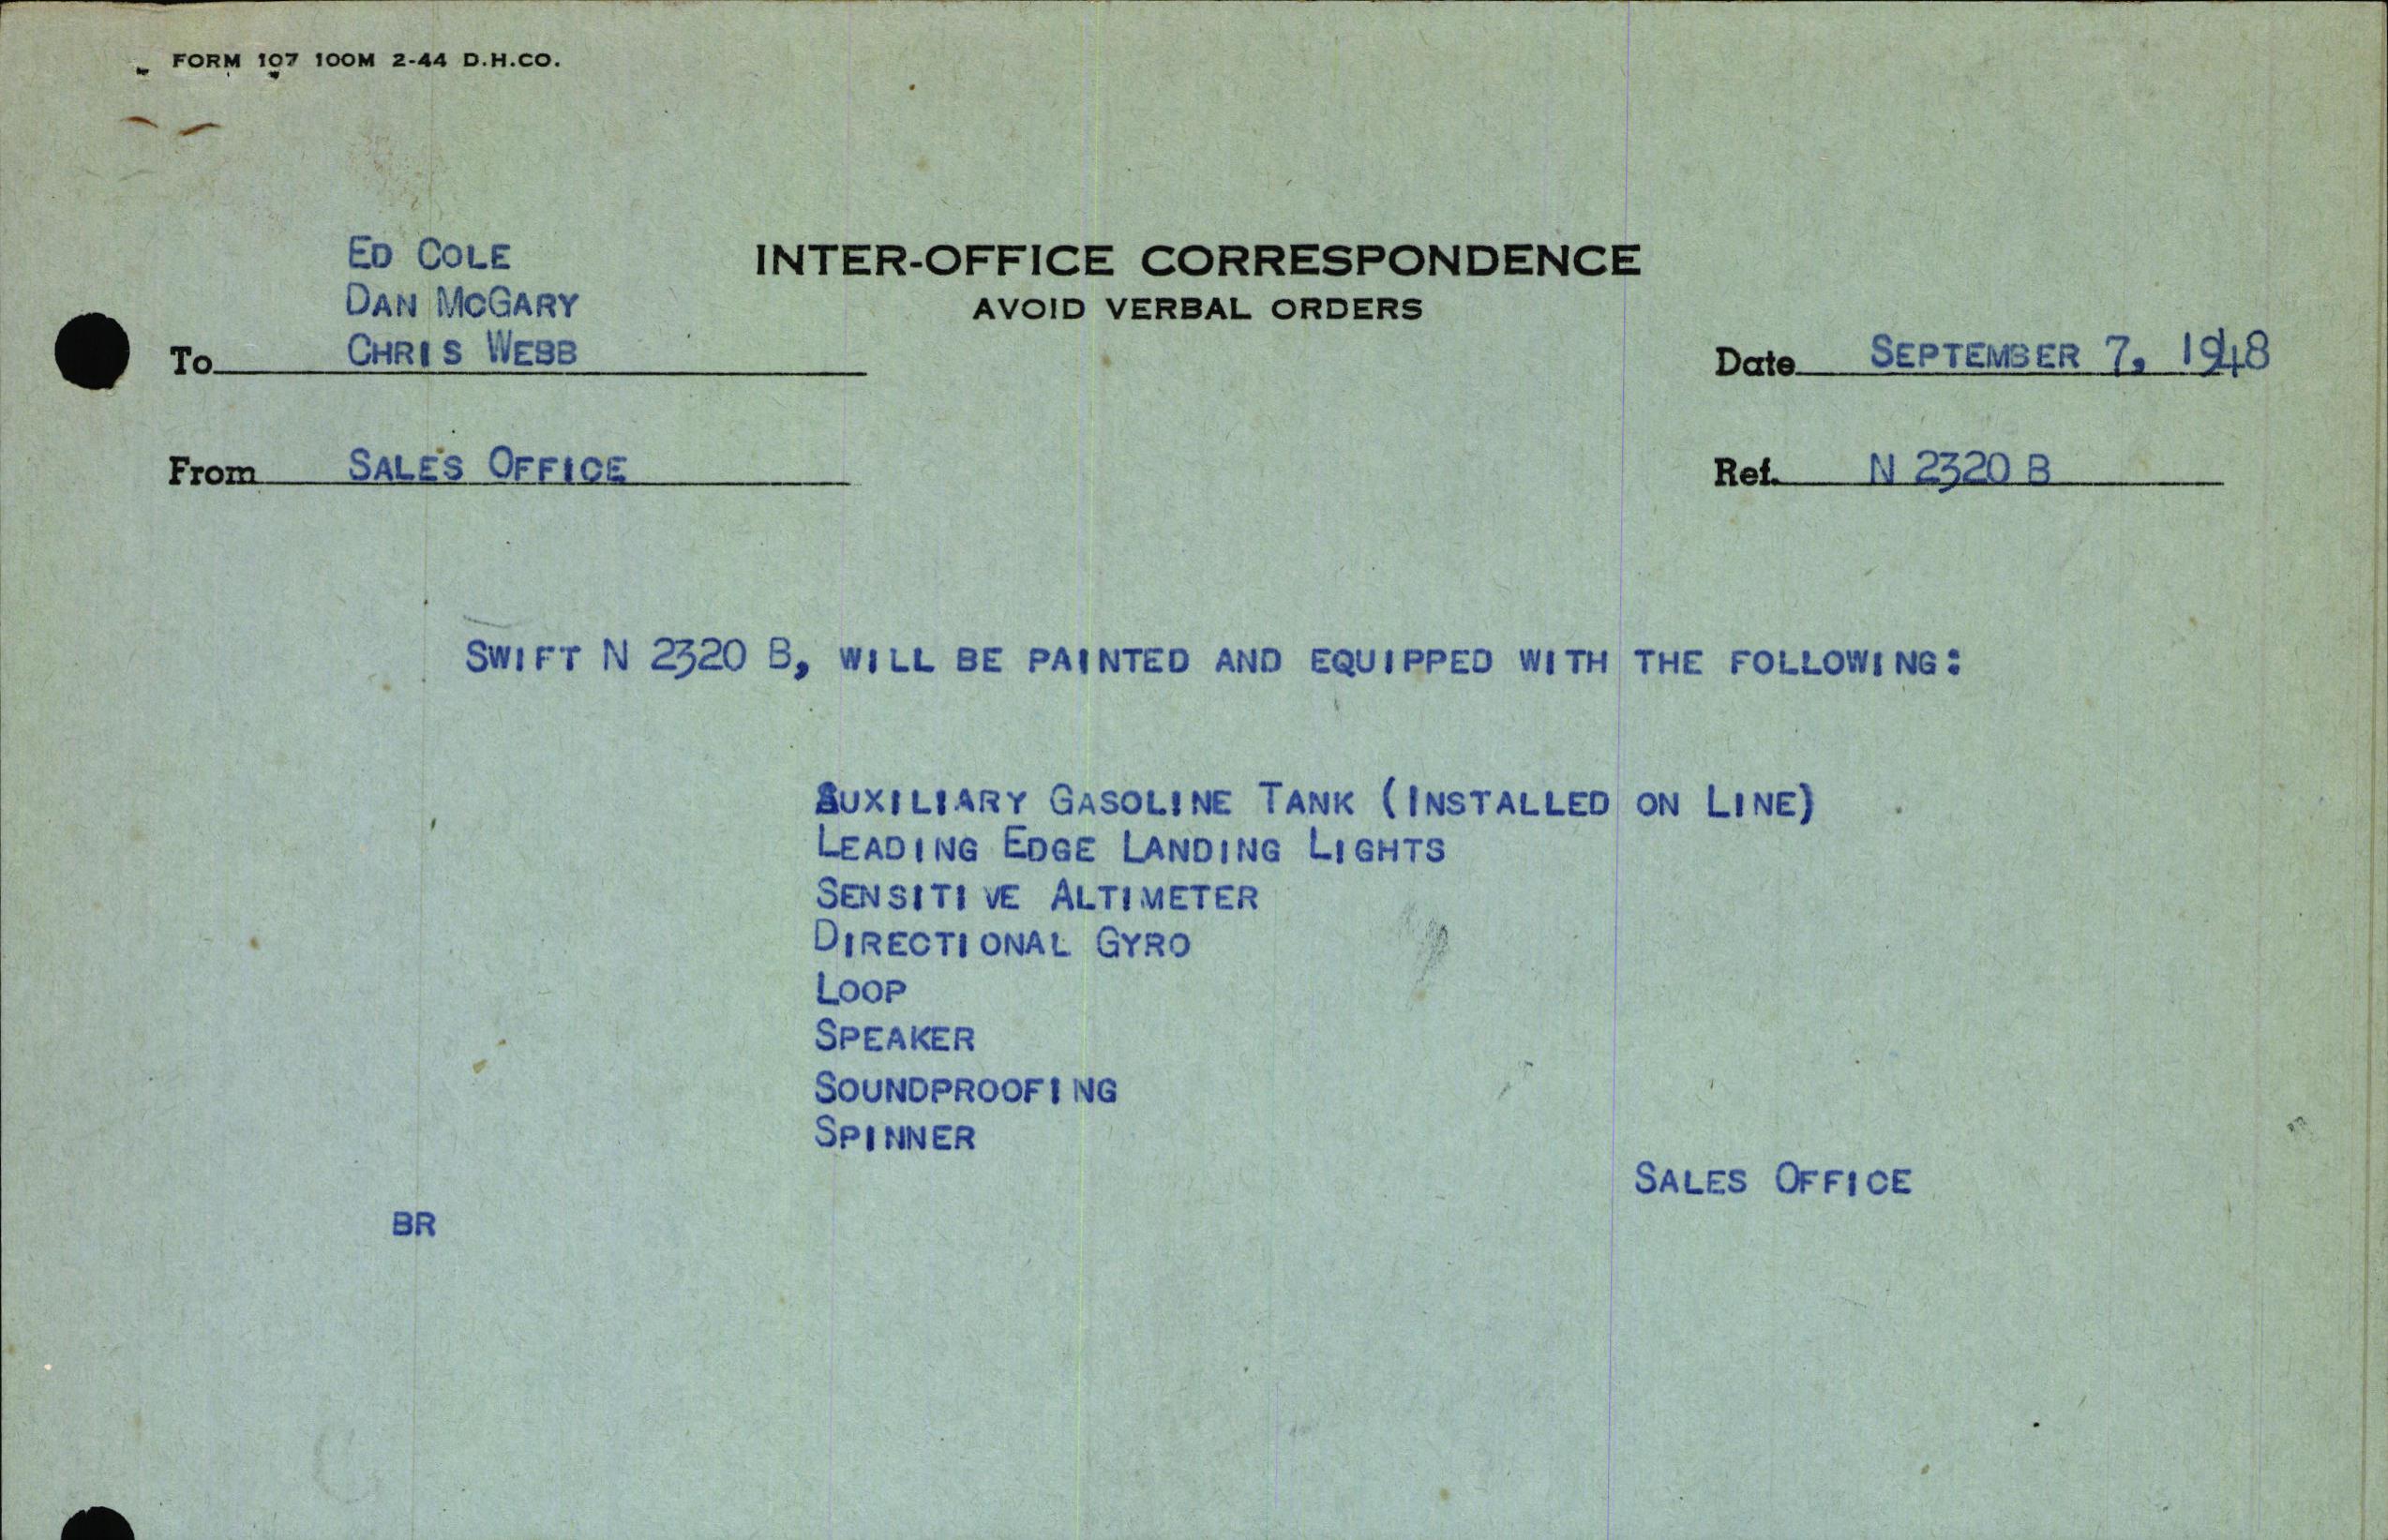 FORM 107 100M 2-44 D.H.CO.
INTER-OFFICE CORRESPONDENCE
AVOID VERBAL ORDERS
ED COLE
DAN MCGARY
To CHRIS WEBB
Date SEPTEMBER 7, 1948
From SALES OFFICE
Ref. N 2320 B
SWIFT N 2320 B, WILL BE PAINTED AND EQUIPPED WITH THE FOLLOWING:
AUXILIARY GASOLINE TANK (INSTALLED ON LINE)
LEADING EDGE LANDING LIGHTS
SENSITIVE ALTIMETER
DIRECTIONAL GYRO
LOOP
SPEAKER
SOUNDPROOFING
SPINNER
SALES OFFICE
BR